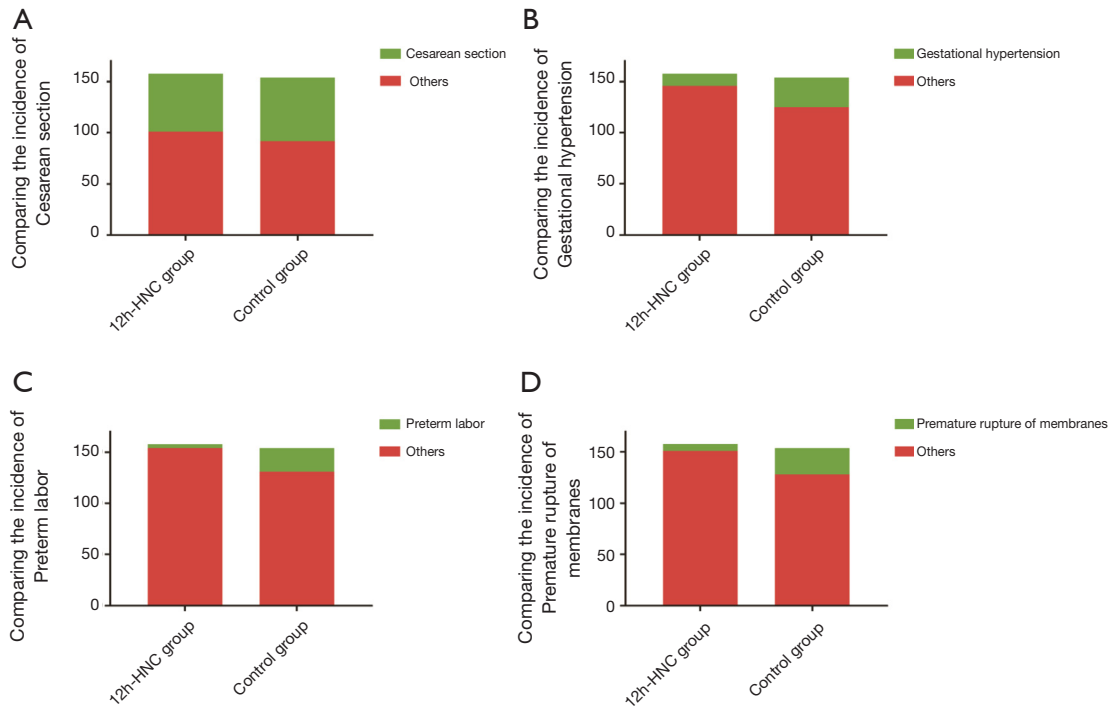 A
Comparing the incidence of
Cesarean section
150
100
50
0
12h-HNC group
Control group
Cesarean section
Others
B
Comparing the incidence of
Gestational hypertension
150
100
50
0
12h-HNC group
Control group
Gestational hypertension
Others
C
Comparing the incidence of
Preterm labor
150
100
50
0
12h-HNC group
Control group
Preterm labor
Others
D
Comparing the incidence of
Premature rupture of
membranes
150
100
50
0
12h-HNC group
Control group
Premature rupture of membranes
Others